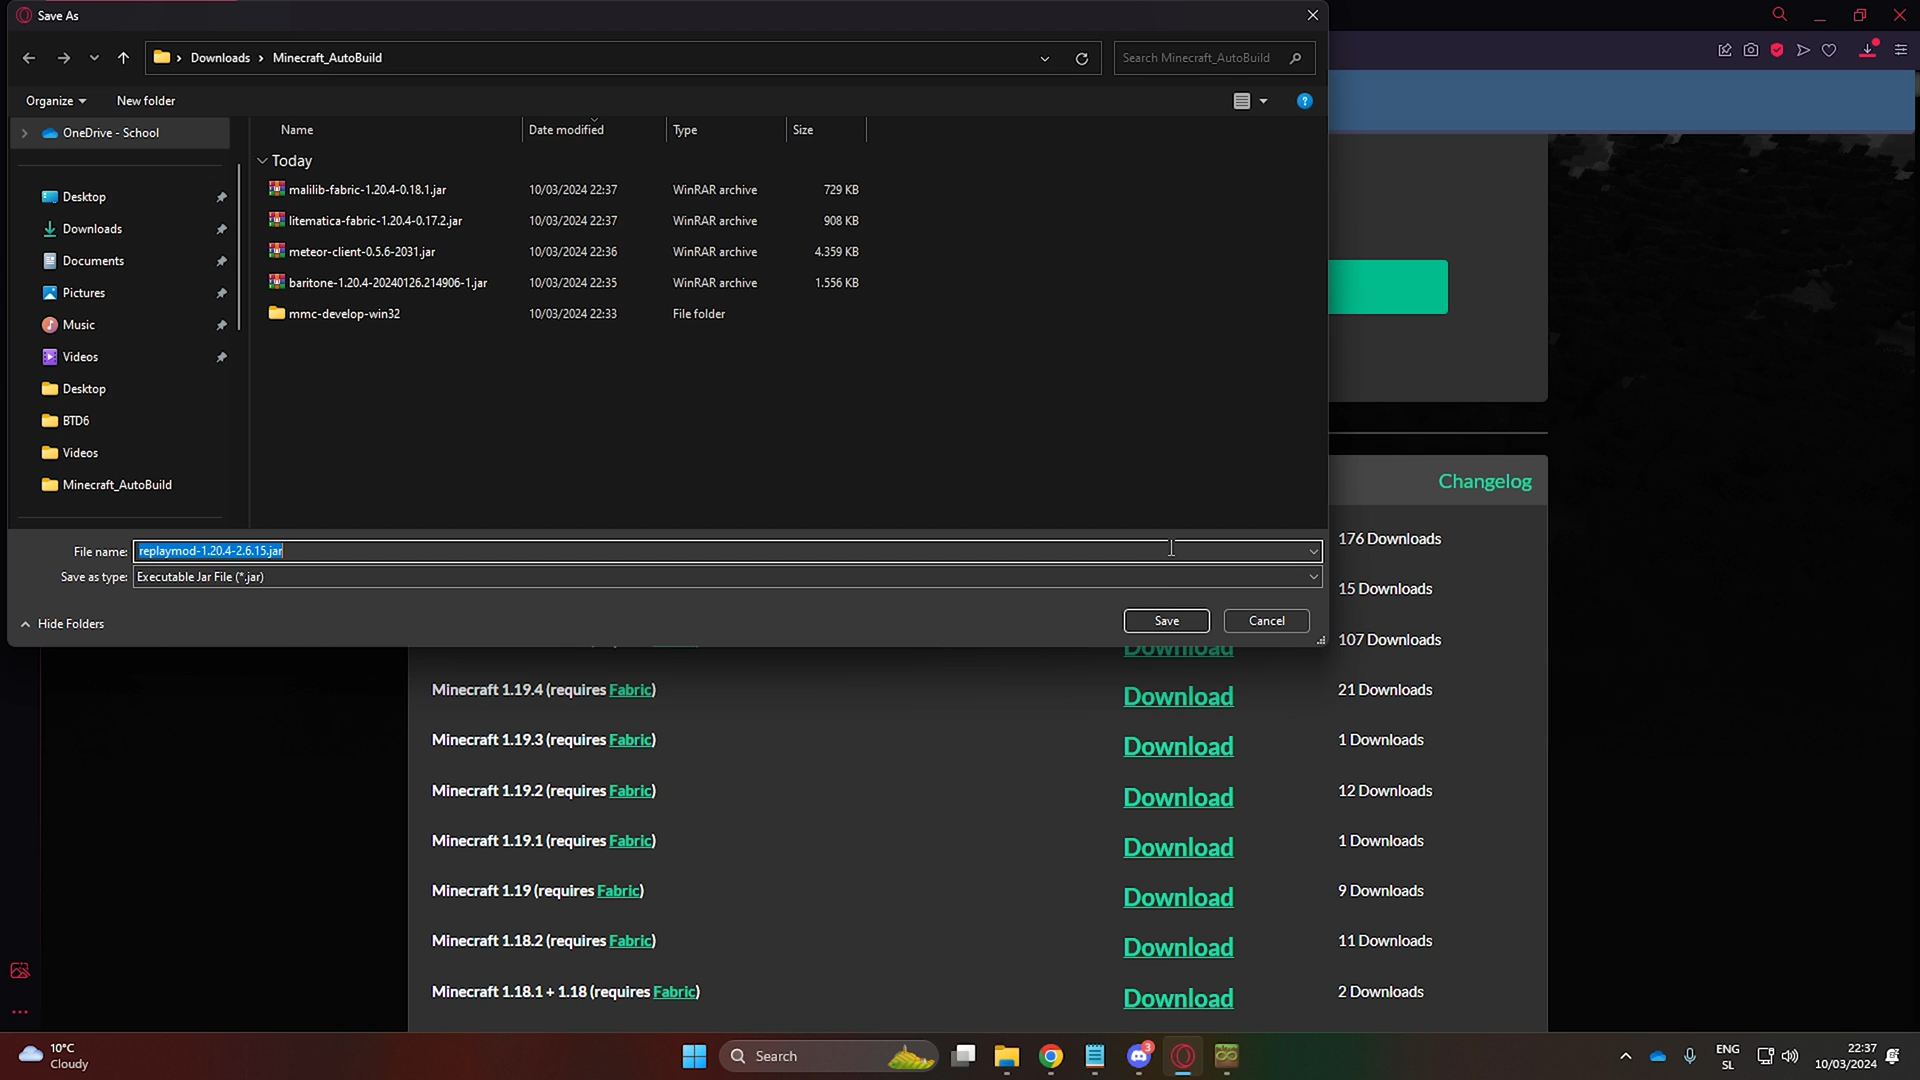 Save As
Downloads > Minecraft_AutoBuild
Search Minecraft_AutoBuild
Organize
New folder
OneDrive - School
Desktop
Downloads
Documents
Pictures
Music
Videos
Desktop
BTD6
Videos
Minecraft_AutoBuild
Name Date modified Type Size
Today
malilib-fabric-1.20.4-0.18.1.jar 10/03/2024 22:37 WinRAR archive 729 KB
litematica-fabric-1.20.4-0.17.2.jar 10/03/2024 22:37 WinRAR archive 908 KB
meteor-client-0.5.6-2031.jar 10/03/2024 22:36 WinRAR archive 4.359 KB
baritone-1.20.4-20240126.214906-1.jar 10/03/2024 22:35 WinRAR archive 1.556 KB
mmc-develop-win32 10/03/2024 22:33 File folder
File name: replaymod-1.20.4-2.6.15.jar
Save as type: Executable Jar File (*.jar)
Hide Folders
Save
Cancel
Changelog
176 Downloads
15 Downloads
Download 107 Downloads
Minecraft 1.19.4 (requires Fabric) Download 21 Downloads
Minecraft 1.19.3 (requires Fabric) Download 1 Downloads
Minecraft 1.19.2 (requires Fabric) Download 12 Downloads
Minecraft 1.19.1 (requires Fabric) Download 1 Downloads
Minecraft 1.19 (requires Fabric) Download 9 Downloads
Minecraft 1.18.2 (requires Fabric) Download 11 Downloads
Minecraft 1.18.1 + 1.18 (requires Fabric) Download 2 Downloads
10°C
Cloudy
Search
3
ENG
SL
22:37
10/03/2024